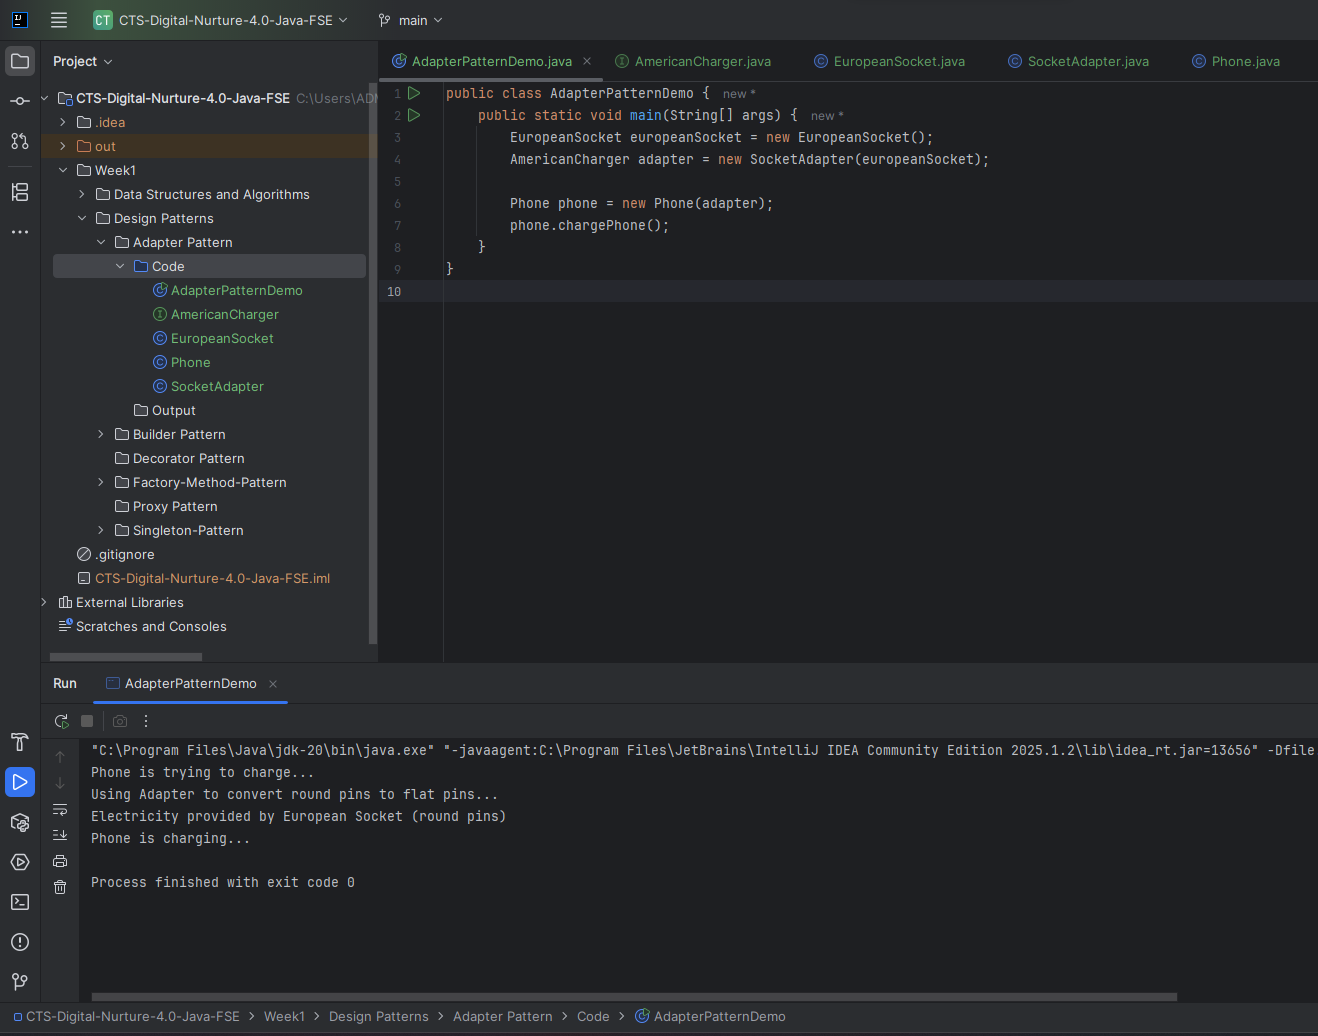 CT CTS-Digital-Nurture-4.0-Java-FSE main
Project
CTS-Digital-Nurture-4.0-Java-FSE C:\Users\ADM
.idea
out
Week1
Data Structures and Algorithms
Design Patterns
Adapter Pattern
Code
AdapterPatternDemo
AmericanCharger
EuropeanSocket
Phone
SocketAdapter
Output
Builder Pattern
Decorator Pattern
Factory-Method-Pattern
Proxy Pattern
Singleton-Pattern
.gitignore
CTS-Digital-Nurture-4.0-Java-FSE.iml
External Libraries
Scratches and Consoles
AdapterPatternDemo.java AmericanCharger.java EuropeanSocket.java SocketAdapter.java Phone.java
1 public class AdapterPatternDemo { new *
2 public static void main(String[] args) { new *
3 EuropeanSocket europeanSocket = new EuropeanSocket();
4 AmericanCharger adapter = new SocketAdapter(europeanSocket);
5
6 Phone phone = new Phone(adapter);
7 phone.chargePhone();
8 }
9 }
10
Run AdapterPatternDemo
"C:\Program Files\Java\jdk-20\bin\java.exe" "-javaagent:C:\Program Files\JetBrains\IntelliJ IDEA Community Edition 2025.1.2\lib\idea_rt.jar=13656" -Dfile
Phone is trying to charge...
Using Adapter to convert round pins to flat pins...
Electricity provided by European Socket (round pins)
Phone is charging...
Process finished with exit code 0
CTS-Digital-Nurture-4.0-Java-FSE > Week1 > Design Patterns > Adapter Pattern > Code > AdapterPatternDemo